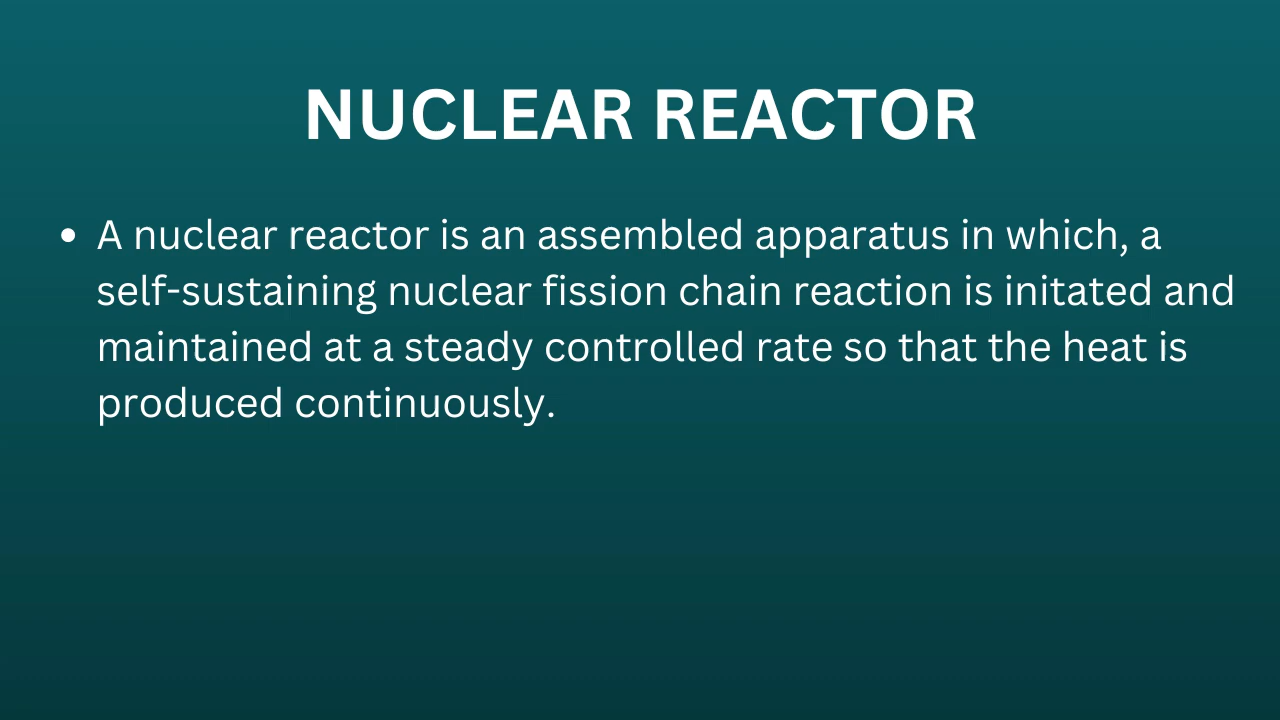 NUCLEAR REACTOR
• A nuclear reactor is an assembled apparatus in which, a
self-sustaining nuclear fission chain reaction is initated and
maintained at a steady controlled rate so that the heat is
produced continuously.